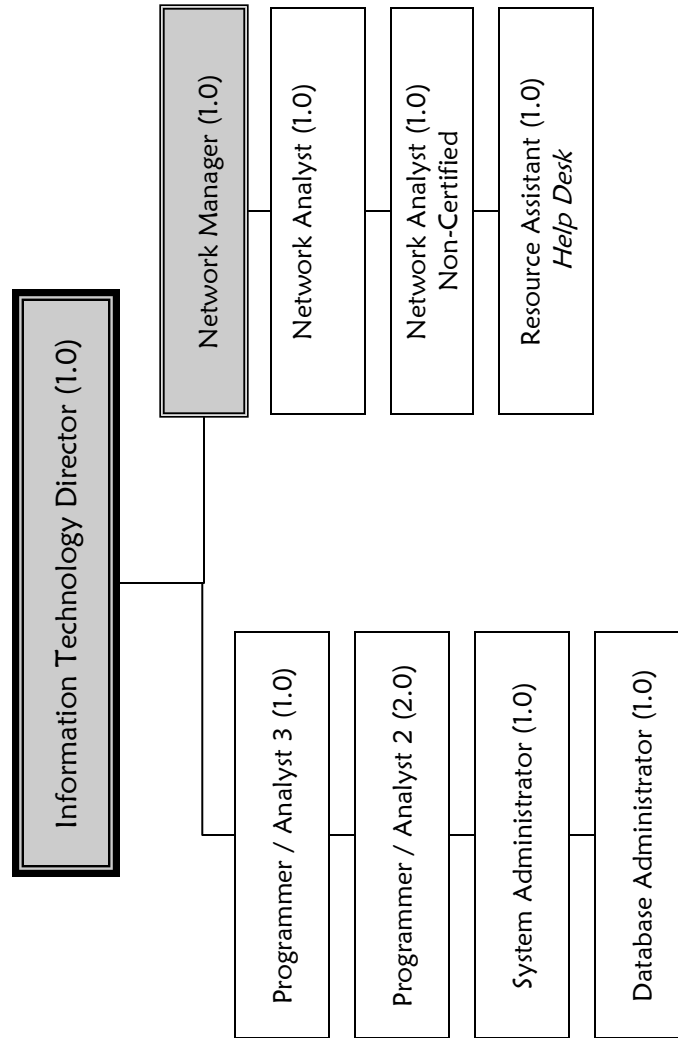 Information Technology Director (1.0)
Programmer / Analyst 3 (1.0)
Programmer / Analyst 2 (2.0)
System Administrator (1.0)
Database Administrator (1.0)
Network Manager (1.0)
Network Analyst (1.0)
Network Analyst (1.0)
Non-Certified
Resource Assistant (1.0)
Help Desk